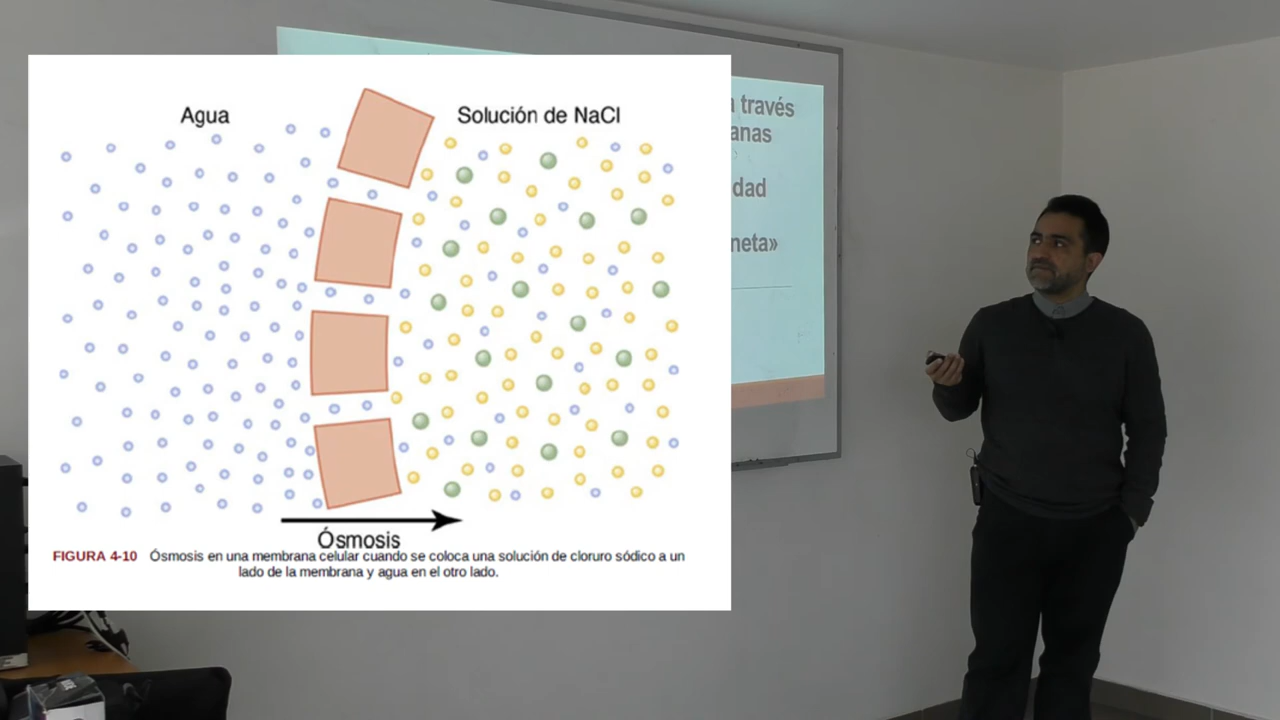 Agua
Solución de NaCl
Ósmosis
FIGURA 4-10 Ósmosis en una membrana celular cuando se coloca una solución de cloruro sódico a un
lado de la membrana y agua en el otro lado.
través
anas
dad
neta»